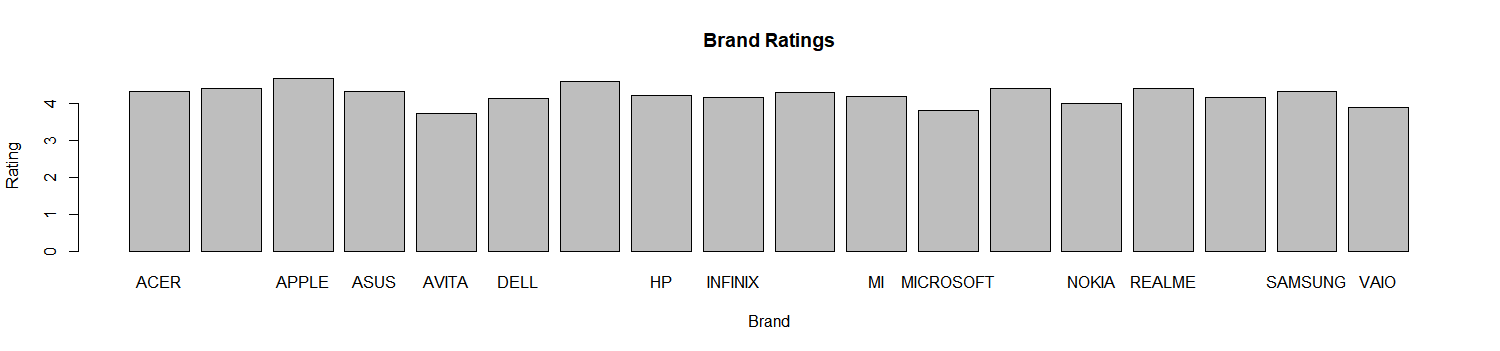 Brand Ratings
Rating
4
3
2
1
0
ACER APPLE ASUS AVITA DELL HP INFINIX MI MICROSOFT NOKIA REALME SAMSUNG VAIO
Brand